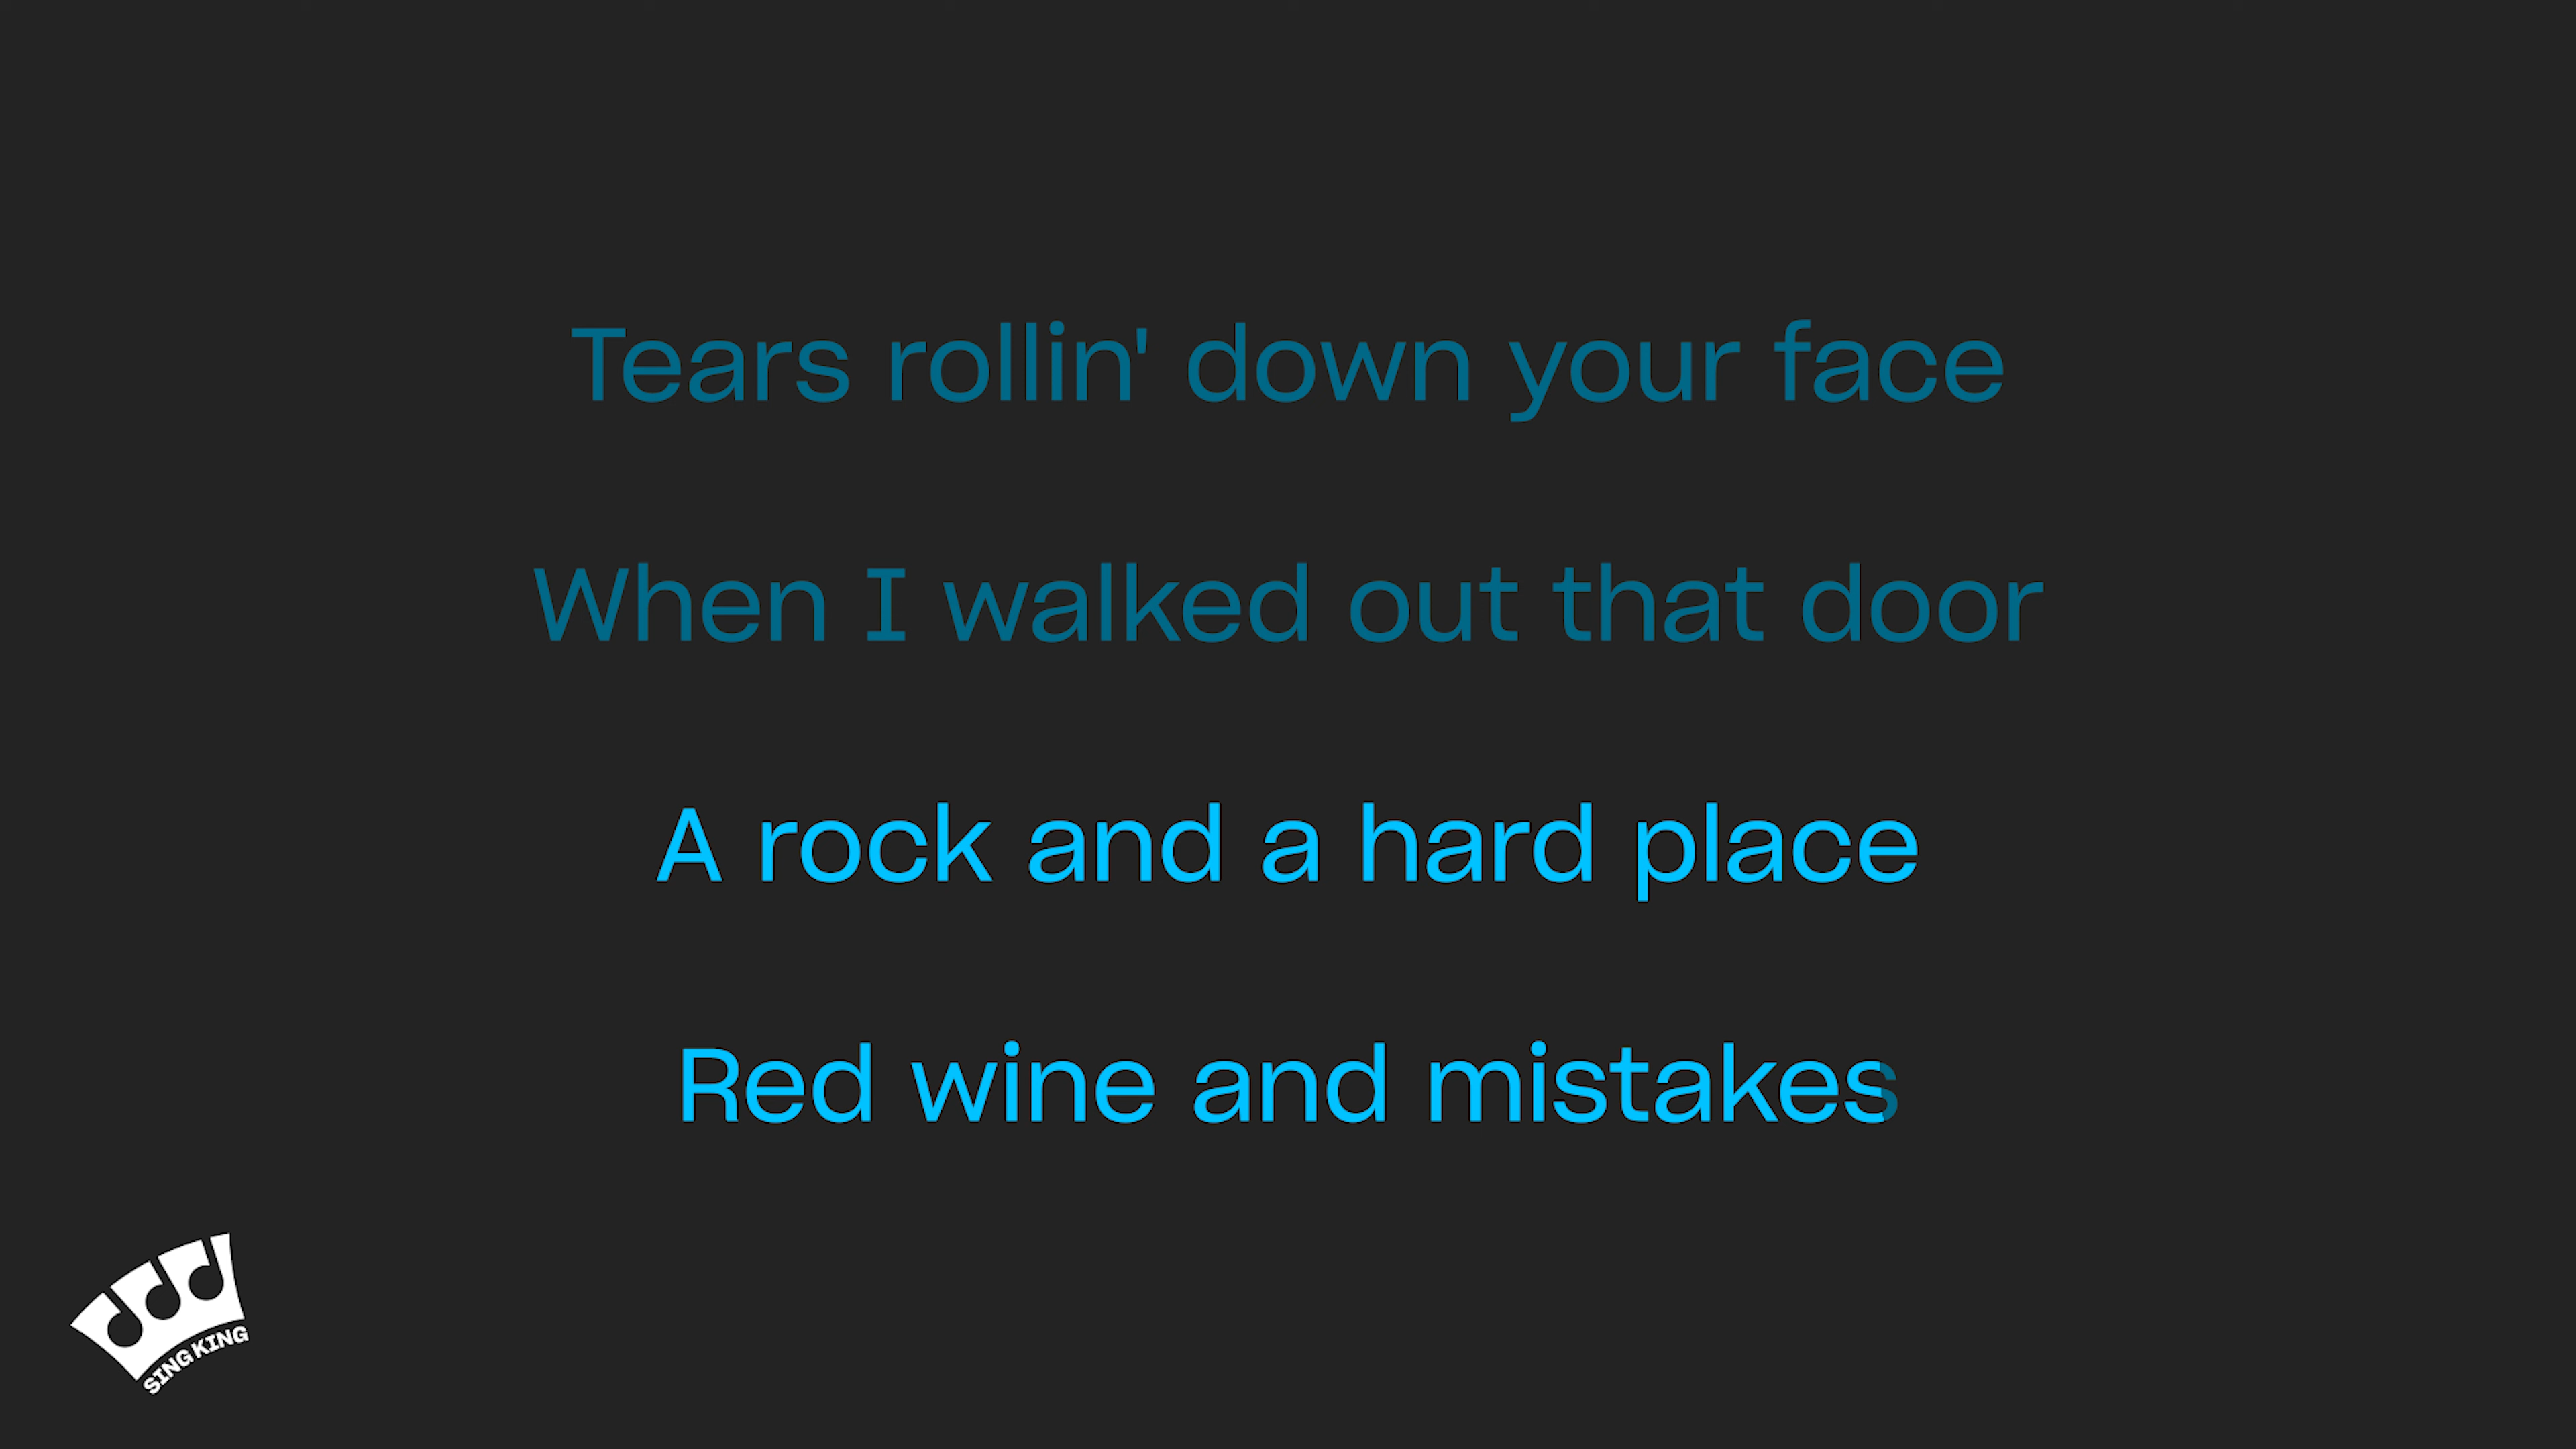 Tears rollin' down your face
When I walked out that door
A rock and a hard place
Red wine and mistakes
SING KING